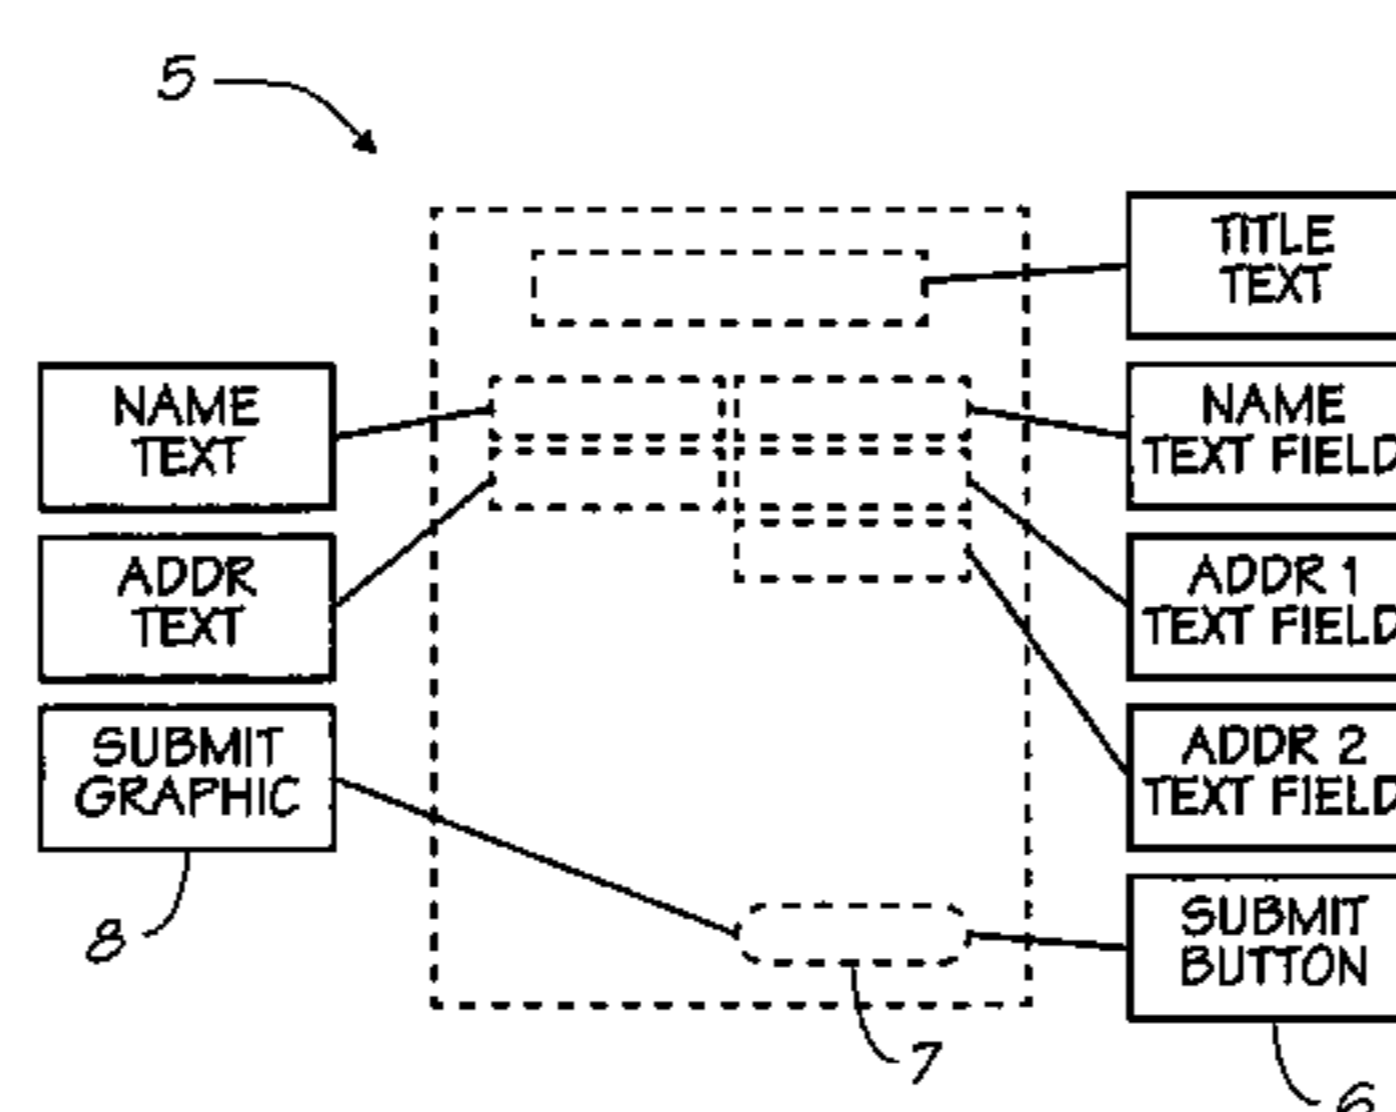 5
TITLE
TEXT
NAME
TEXT
NAME
TEXT FIELD
ADDR
TEXT
ADDR 1
TEXT FIELD
SUBMIT
GRAPHIC
ADDR 2
TEXT FIELD
8
SUBMIT
BUTTON
7
6